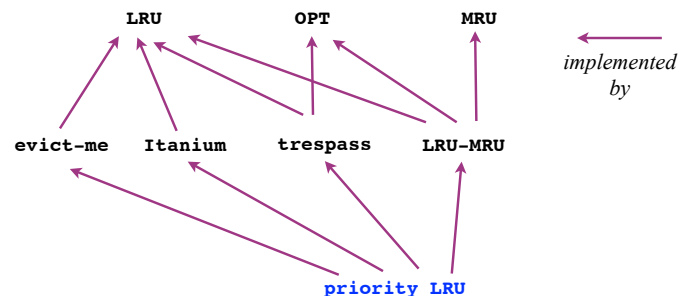 LRU OPT MRU
implemented
by
evict-me Itanium trespass LRU-MRU
priority LRU